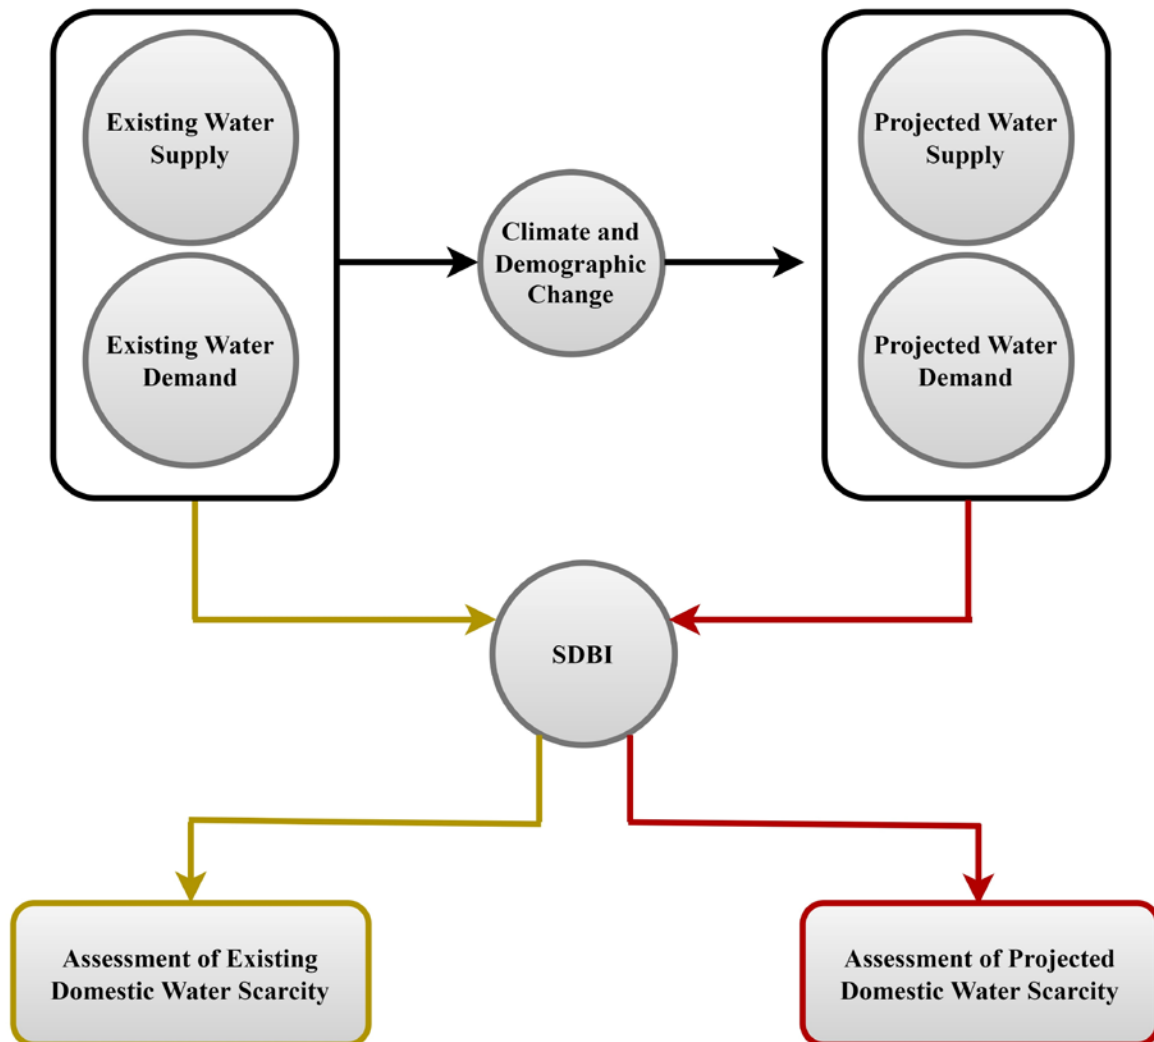 Existing Water
Supply
Existing Water
Demand
Climate and
Demographic
Change
Projected Water
Supply
Projected Water
Demand
SDBI
Assessment of Existing
Domestic Water Scarcity
Assessment of Projected
Domestic Water Scarcity